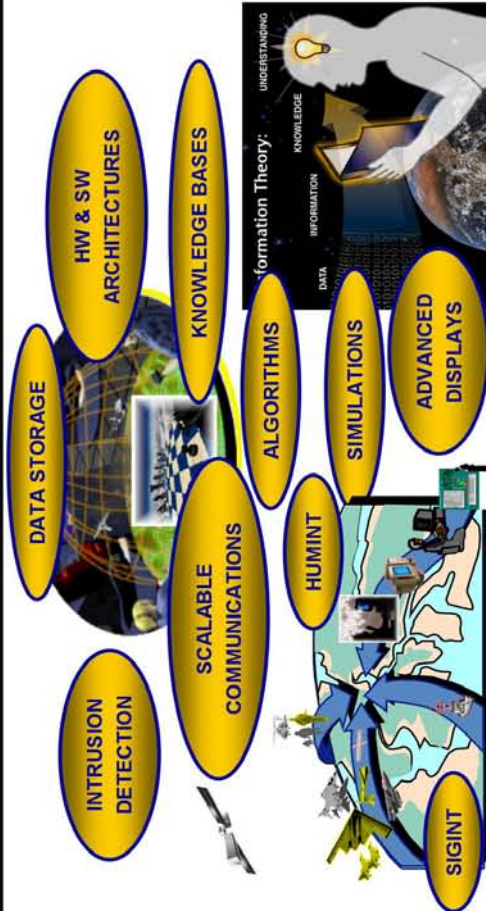 DATA STORAGE
INTRUSION
DETECTION
HW & SW
ARCHITECTURES
SCALABLE
COMMUNICATIONS
KNOWLEDGE BASES
ALGORITHMS
HUMINT
SIMULATIONS
ADVANCED
DISPLAYS
SIGINT
formation Theory:
DATA
INFORMATION
KNOWLEDGE
UNDERSTANDING